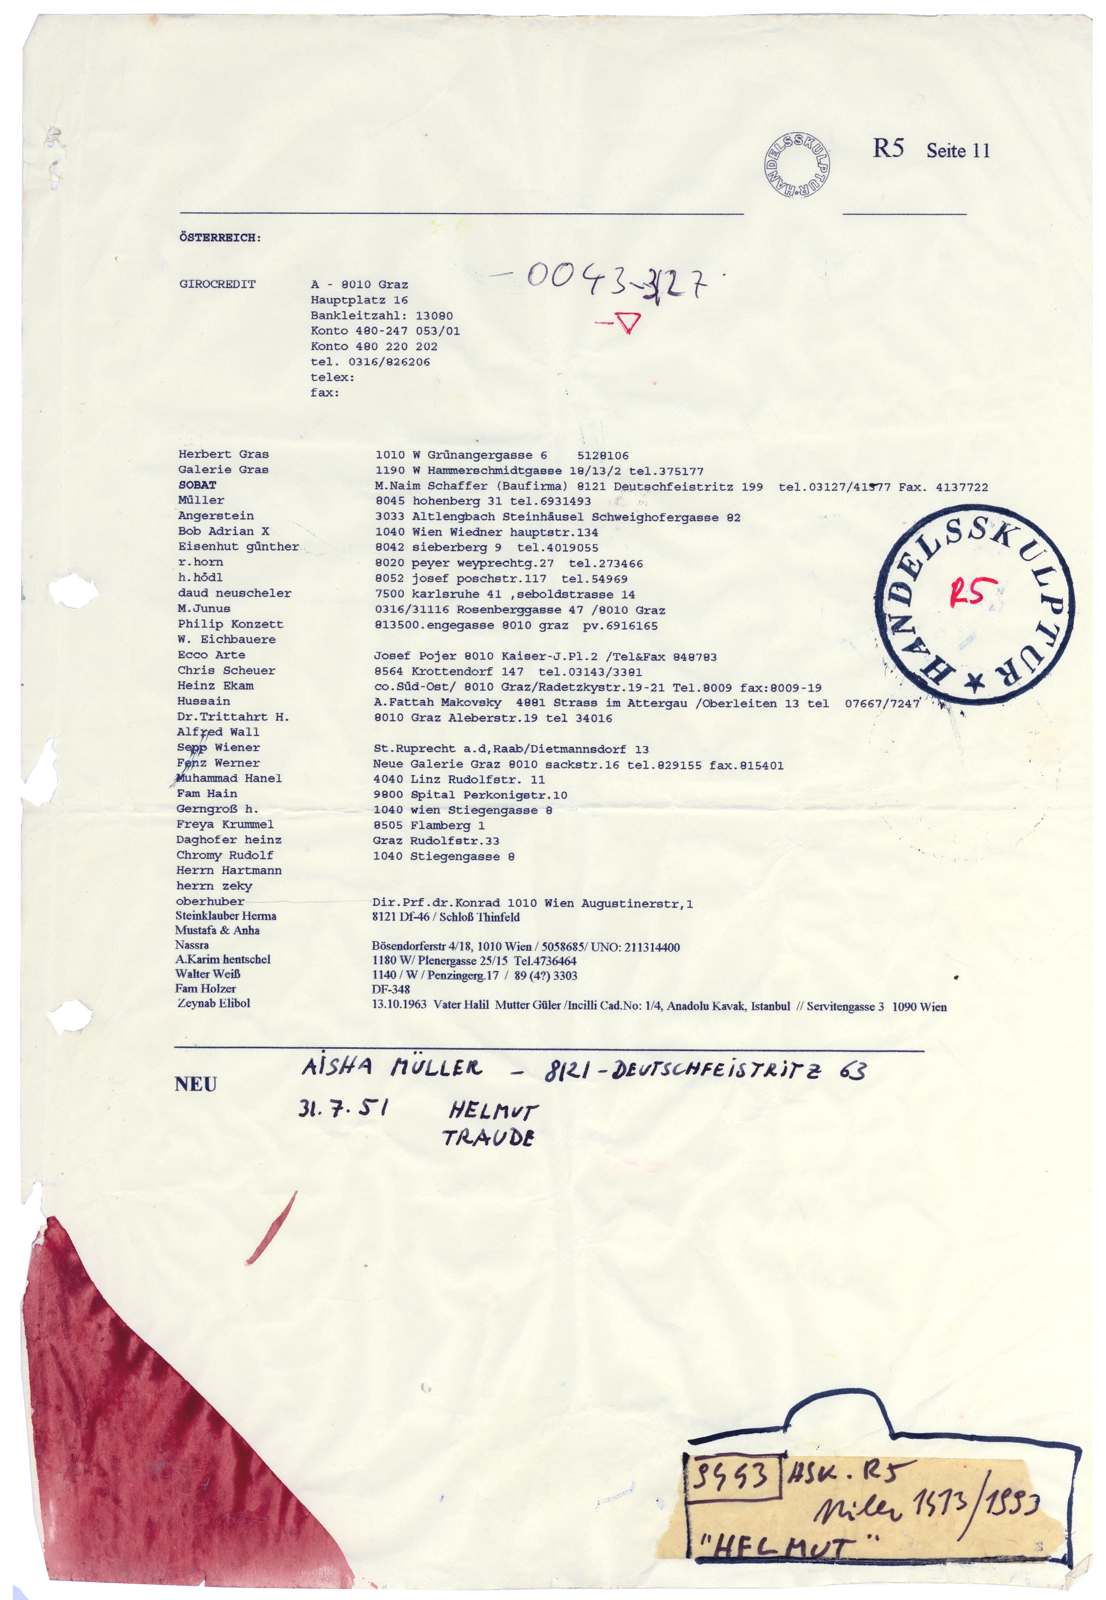 HANDELSSKULPTUR
R5 Seite 11
ÖSTERREICH:
-0043-3127
GIROCREDIT A - 8010 Graz
Hauptplatz 16
Bankleitzahl: 13080
Konto 480-247 053/01
Konto 480 220 202
tel. 0316/826206
telex:
fax:
Herbert Gras 1010 W Grünangergasse 6 5128106
Galerie Gras 1190 W Hammerschmidtgasse 18/13/2 tel.375177
SOBAT M.Naim Schaffer (Baufirma) 8121 Deutschfeistritz 199 tel.03127/41577 Fax. 4137722
Müller 8045 hohenberg 31 tel.6931493
Angerstein 3033 Altlengbach Steinhäusel Schweighofergasse 82
Bob Adrian X 1040 Wien Wiedner hauptstr.134
Eisenhut günther 8042 sieberberg 9 tel.4019055
r.horn 8020 peyer weyprechtg.27 tel.273466
h.hödl 8052 josef poschstr.117 tel.54969
daud neuscheler 7500 karlsruhe 41 ,seboldstrasse 14
M.Junus 0316/31116 Rosenberggasse 47 /8010 Graz
Philip Konzett 813500.engegasse 8010 graz pv.6916165
W. Eichbauere
Ecco Arte Josef Pojer 8010 Kaiser-J.Pl.2 /Tel&Fax 848783
Chris Scheuer 8564 Krottendorf 147 tel.03143/3381
Heinz Ekam co.Süd-Ost/ 8010 Graz/Radetzkystr.19-21 Tel.8009 fax:8009-19
Hussain A.Fattah Makovsky 4881 Strass im Attergau /Oberleiten 13 tel 07667/7247
Dr.Trittahrt H. 8010 Graz Aleberstr.19 tel 34016
Alfred Wall
Sepp Wiener St.Ruprecht a.d,Raab/Dietmannsdorf 13
Fenz Werner Neue Galerie Graz 8010 sackstr.16 tel.829155 fax.815401
Muhammad Hanel 4040 Linz Rudolfstr. 11
Fam Hain 9800 Spital Perkonigstr.10
Gerngroß h. 1040 wien Stiegengasse 8
Freya Krummel 8505 Flamberg 1
Daghofer heinz Graz Rudolfstr.33
Chromy Rudolf 1040 Stiegengasse 8
Herrn Hartmann
herrn zeky
oberhuber Dir.Prf.dr.Konrad 1010 Wien Augustinerstr,1
Steinklauber Herma 8121 Df-46 / Schloß Thinfeld
Mustafa & Anha
Nassra Bösendorferstr 4/18, 1010 Wien / 5058685/ UNO: 211314400
A.Karim hentschel 1180 W/ Plenergasse 25/15 Tel.4736464
Walter Weiß 1140 / W / Penzingerg.17 / 89 (4?) 3303
Fam Holzer DF-348
Zeynab Elibol 13.10.1963 Vater Halil Mutter Güler /Incilli Cad.No: 1/4, Anadolu Kavak, Istanbul // Servitengasse 3 1090 Wien
HANDELSSKULPTUR
R5
NEU AISHA MÜLLER - 8121-DEUTSCHFEISTRITZ 63
31.7.51 HELMUT
TRAUDE
9993 HSK. R5
1973/1993
"HELMUT"